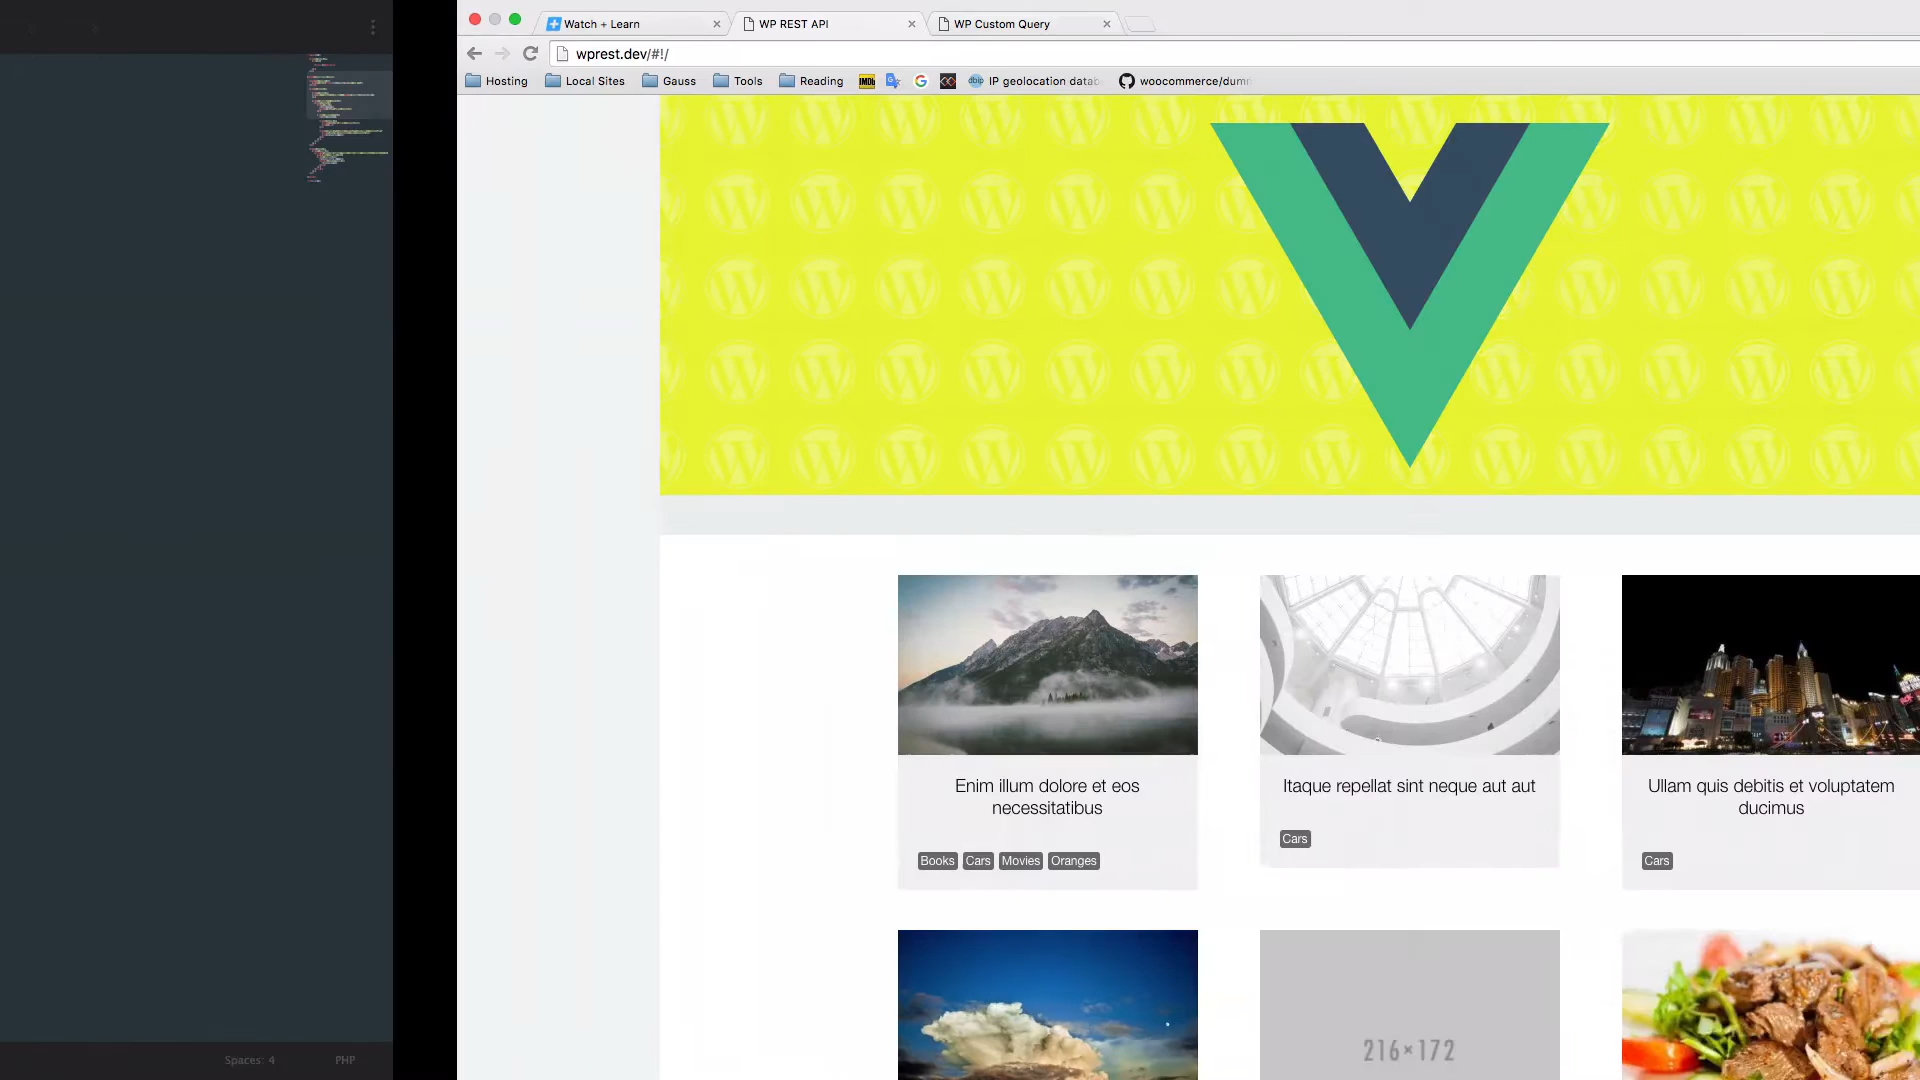 Watch + Learn
WP REST API
WP Custom Query
wprest.dev/#!/
Hosting
Local Sites
Gauss
Tools
Reading
IMDb
IP geolocation datab
woocommerce/dumm
Enim illum dolore et eos
necessitatibus
Books Cars Movies Oranges
Itaque repellat sint neque aut aut
Cars
Ullam quis debitis et voluptatem
ducimus
Cars
216×172
Spaces: 4
PHP